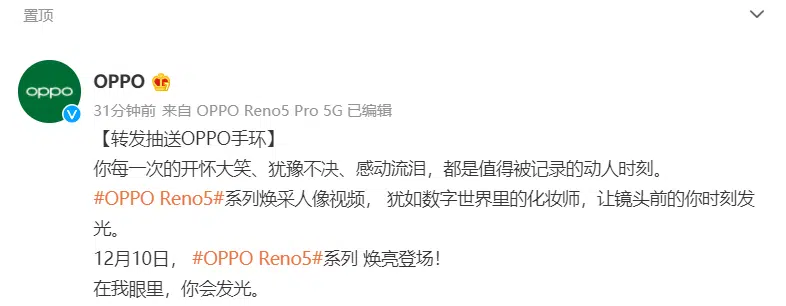 置顶
OPPO
oppo
31分钟前 来自 OPPO Reno5 Pro 5G 已编辑
【转发抽送OPPO手环】
你每一次的开怀大笑、犹豫不决、感动流泪，都是值得被记录的动人时刻。
#OPPO Reno5#系列焕采人像视频， 犹如数字世界里的化妆师，让镜头前的你时刻发
光。
12月10日， #OPPO Reno5#系列 焕亮登场！
在我眼里，你会发光。